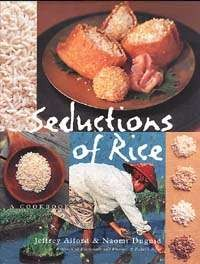 Seductions
of Rice
A COOKBOOK
Jeffrey Alford & Naomi Duguid